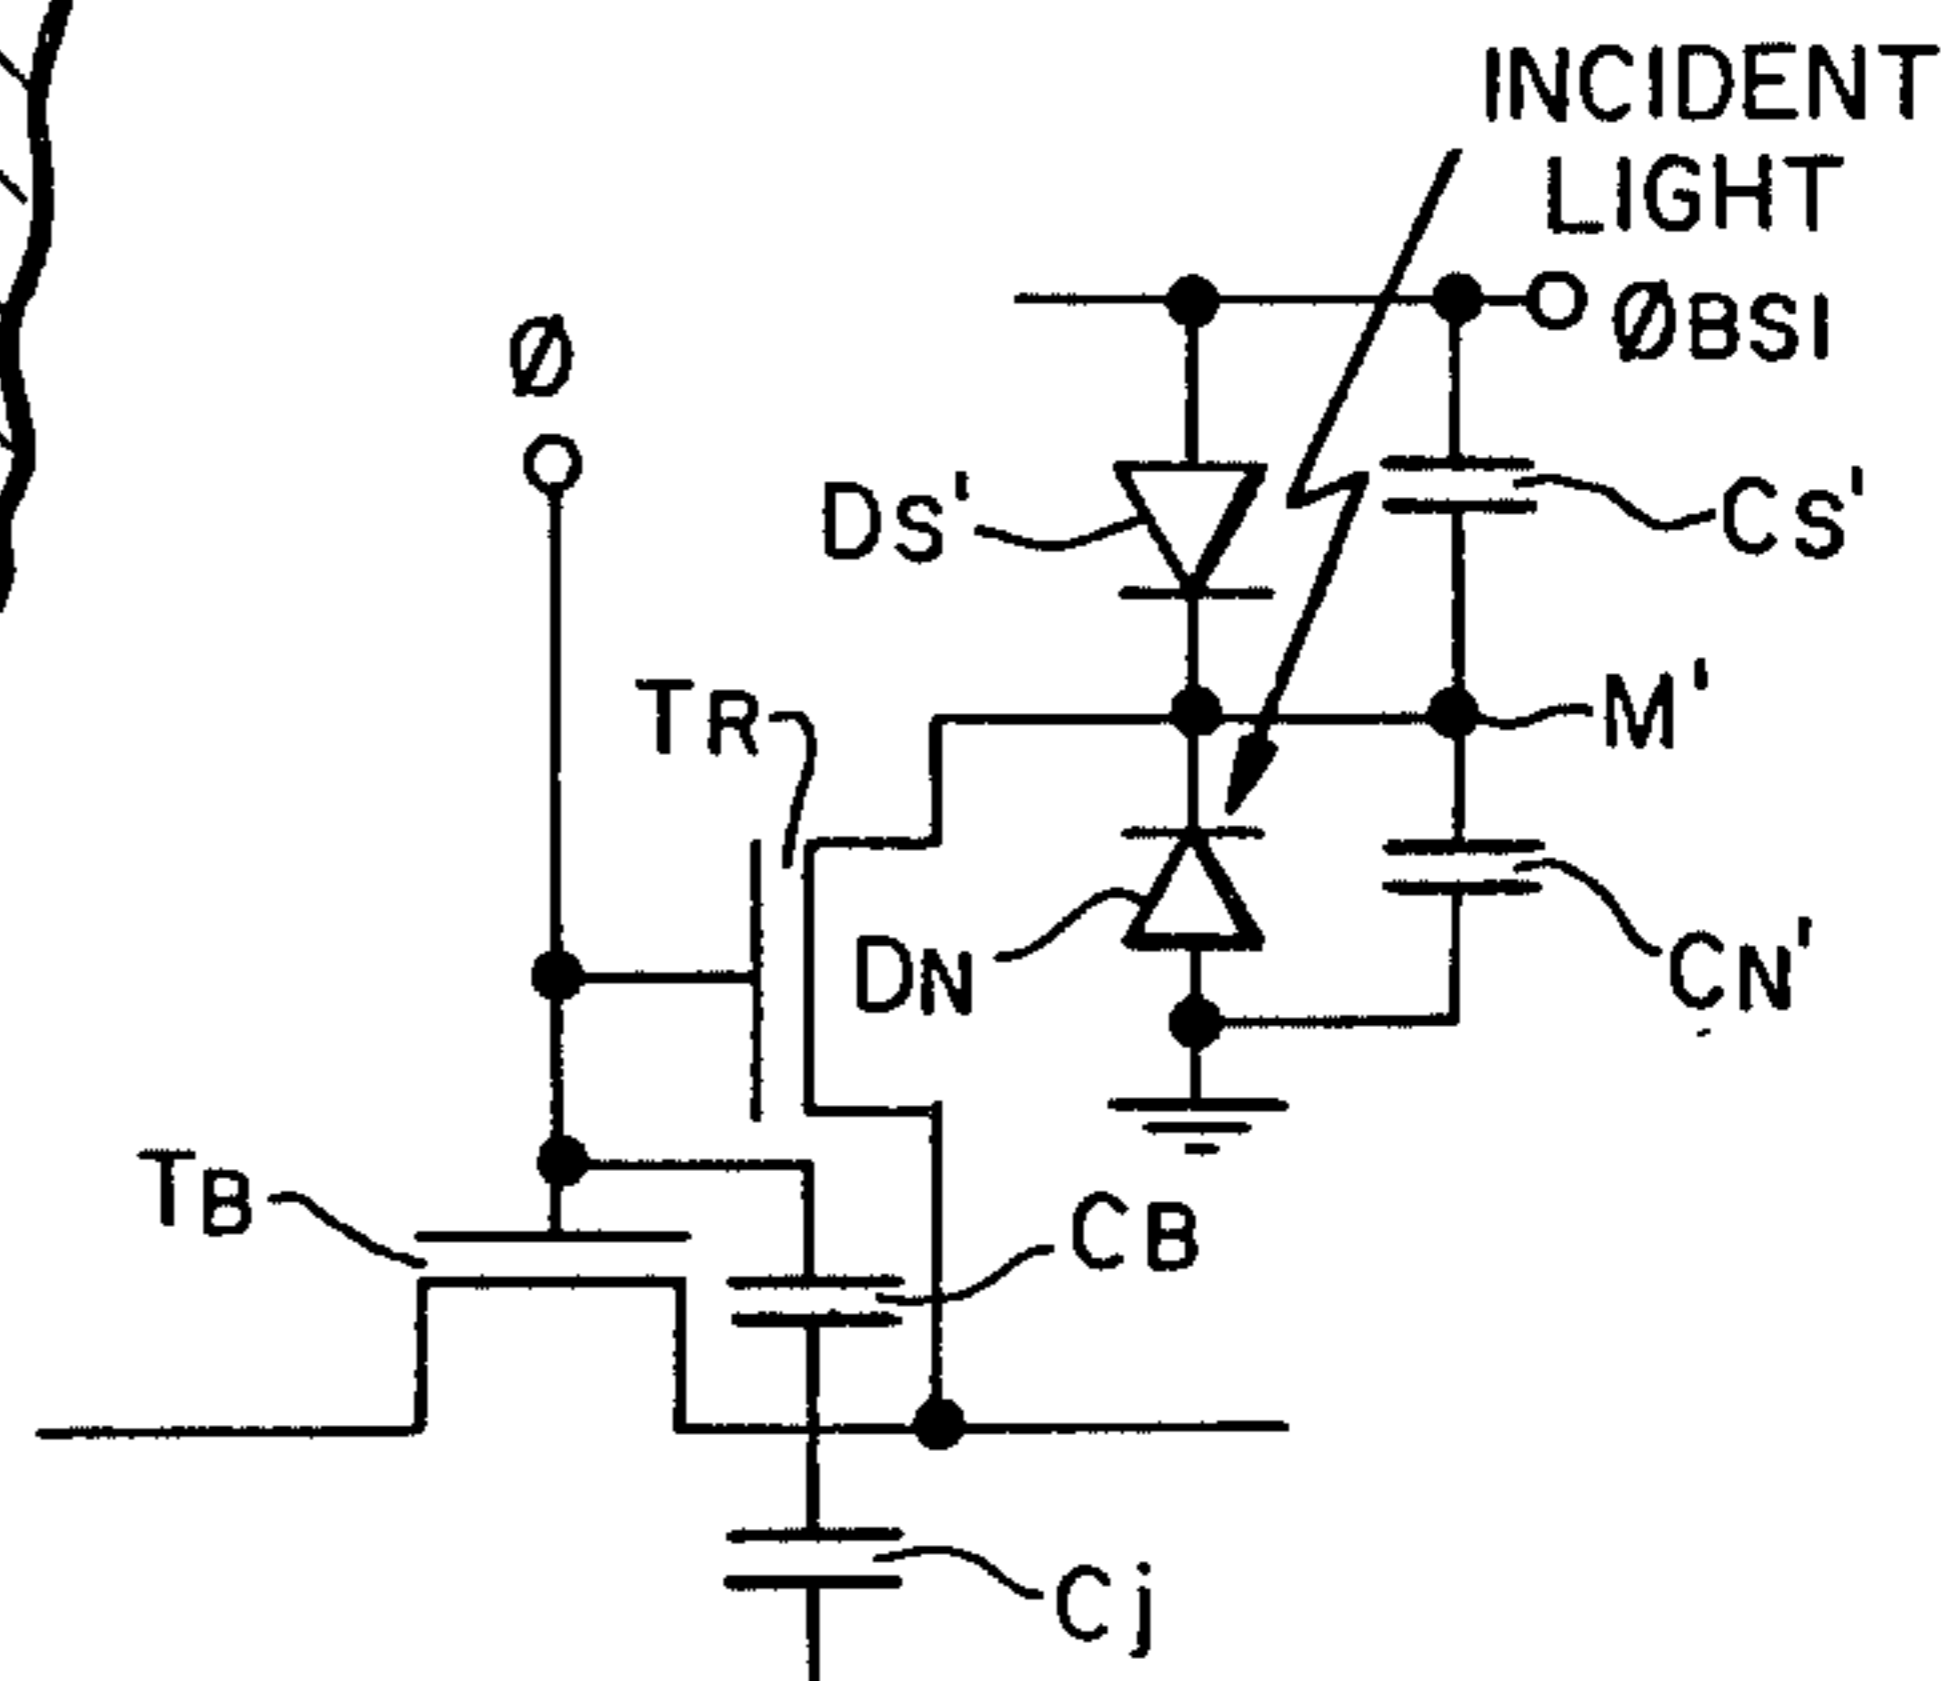 INCIDENT
LIGHT
ØBSI
Ø
DS'
CS'
TR
M'
DN
CN'
TB
CB
Cj